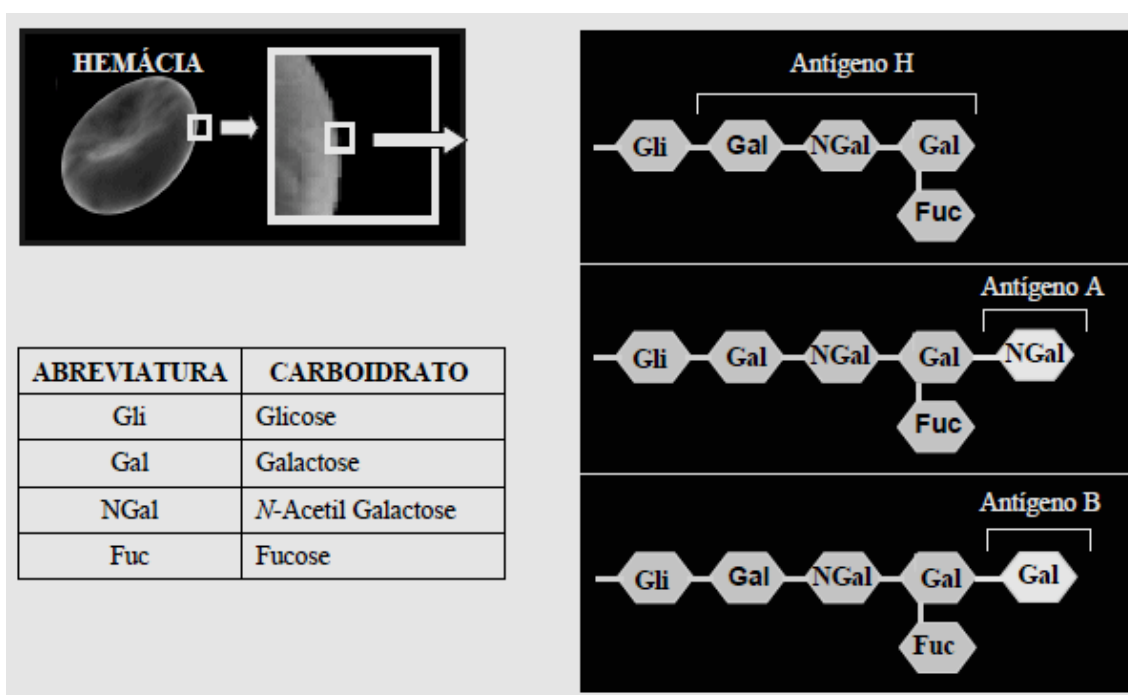 HEMÁCIA
Antígeno H
Gli Gal NGal Gal
Fuc
Antígeno A
Gli Gal NGal Gal NGal
Fuc
Antígeno B
Gli Gal NGal Gal Gal
Fuc
ABREVIATURA CARBOIDRATO
Gli Glicose
Gal Galactose
NGal N-Acetil Galactose
Fuc Fucose